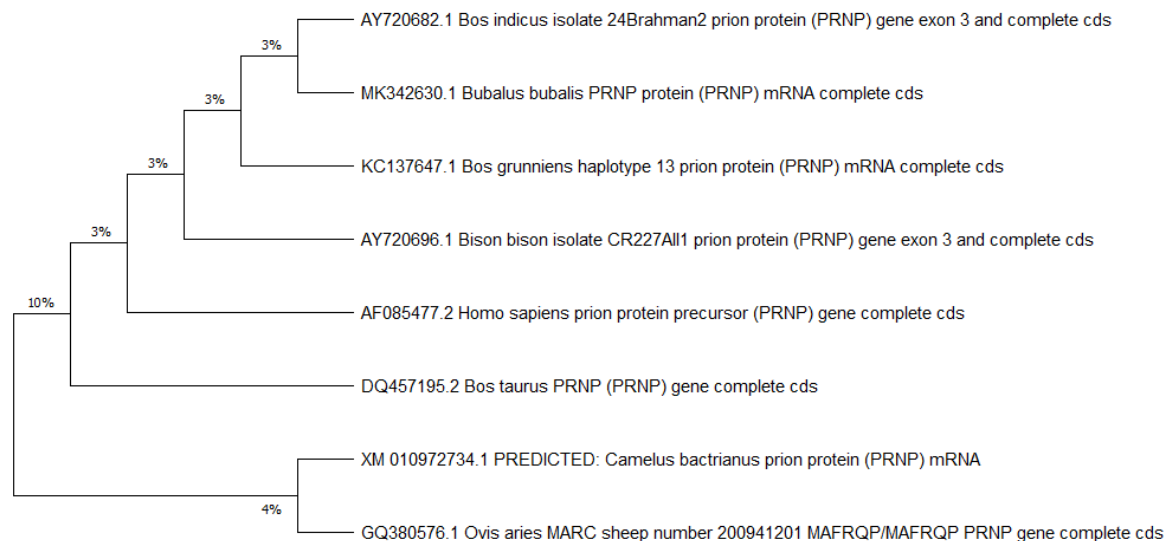 AY720682.1 Bos indicus isolate 24Brahman2 prion protein (PRNP) gene exon 3 and complete cds
3%
MK342630.1 Bubalus bubalis PRNP protein (PRNP) mRNA complete cds
3%
KC137647.1 Bos grunniens haplotype 13 prion protein (PRNP) mRNA complete cds
3%
AY720696.1 Bison bison isolate CR227All1 prion protein (PRNP) gene exon 3 and complete cds
3%
10%
AF085477.2 Homo sapiens prion protein precursor (PRNP) gene complete cds
DQ457195.2 Bos taurus PRNP (PRNP) gene complete cds
XM 010972734.1 PREDICTED: Camelus bactrianus prion protein (PRNP) mRNA
4%
GQ380576.1 Ovis aries MARC sheep number 200941201 MAFRQP/MAFRQP PRNP gene complete cds